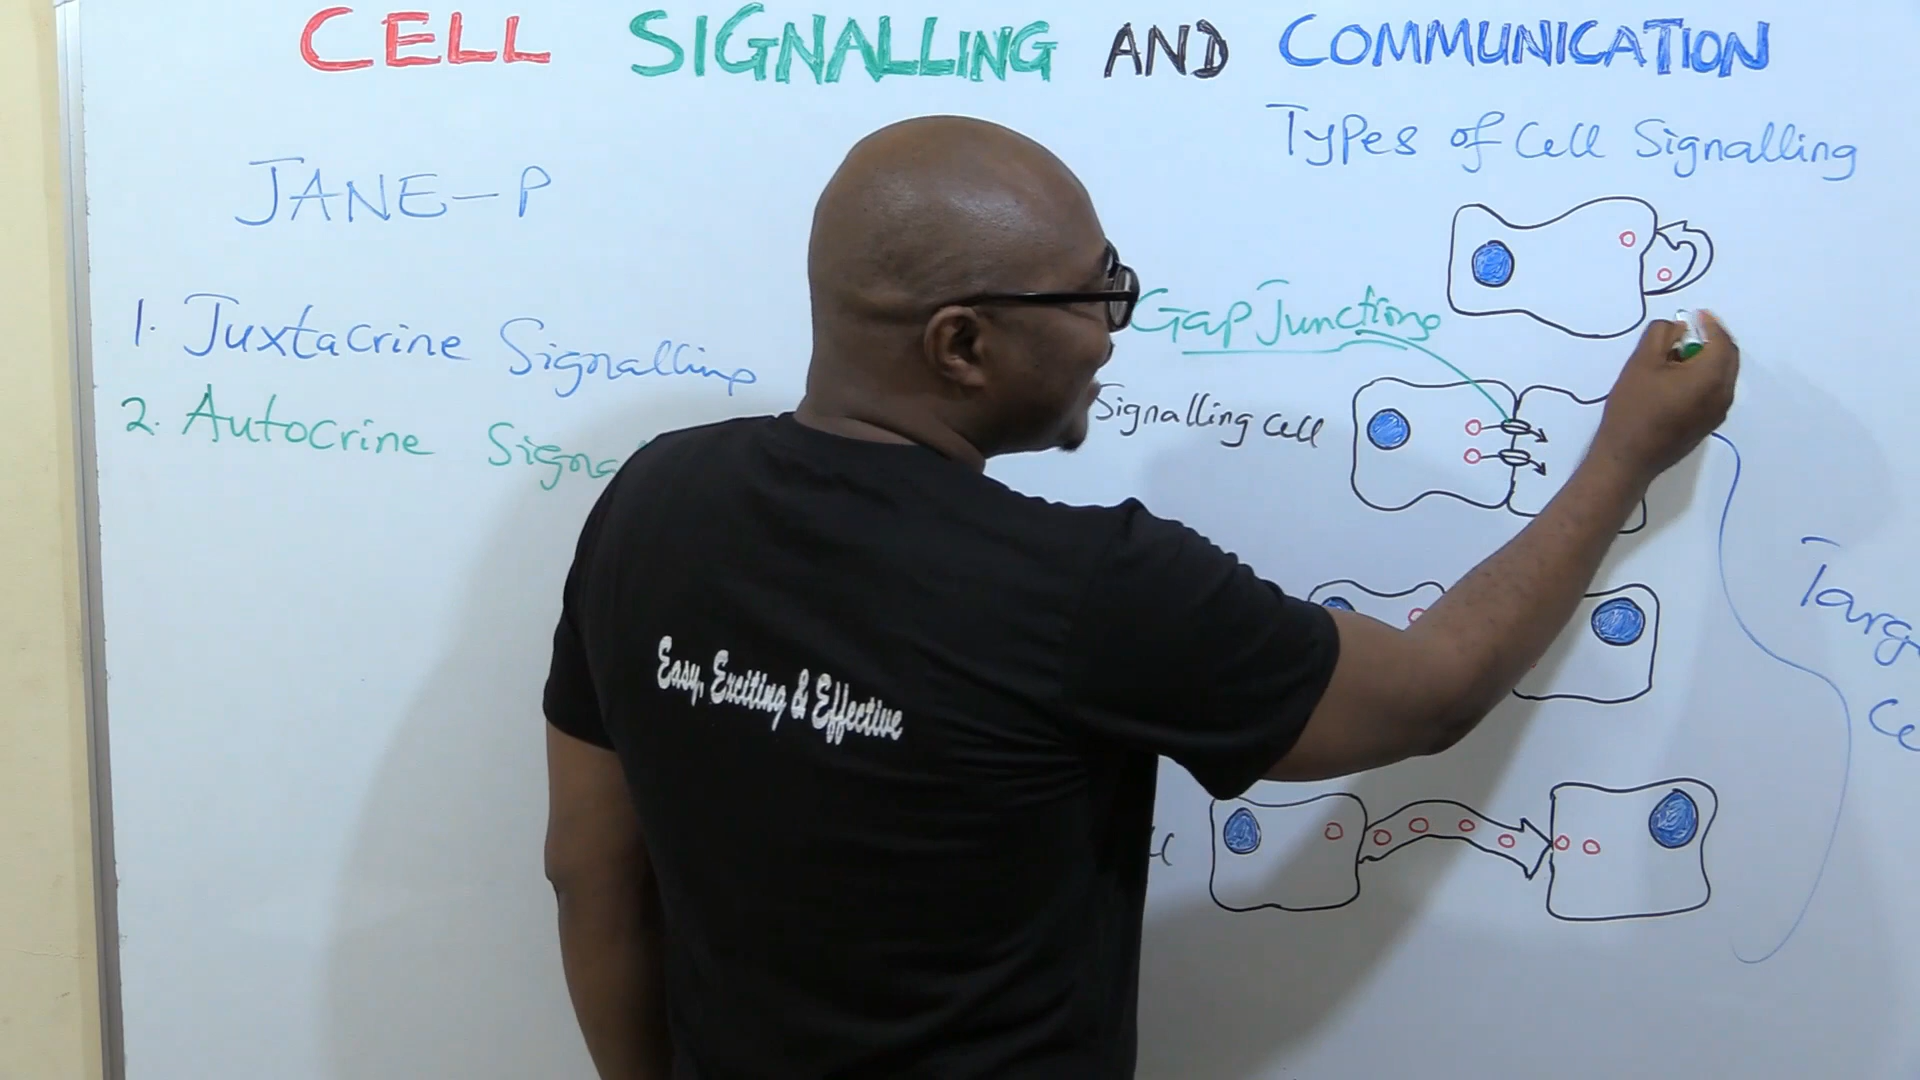 CELL SIGNALLING AND COMMUNICATION
Types of Cell Signalling
JANE-P
1. Juxtacrine Signalling
2. Autocrine
Gap Junctions
Signalling Cell
Easy, Exciting & Effective